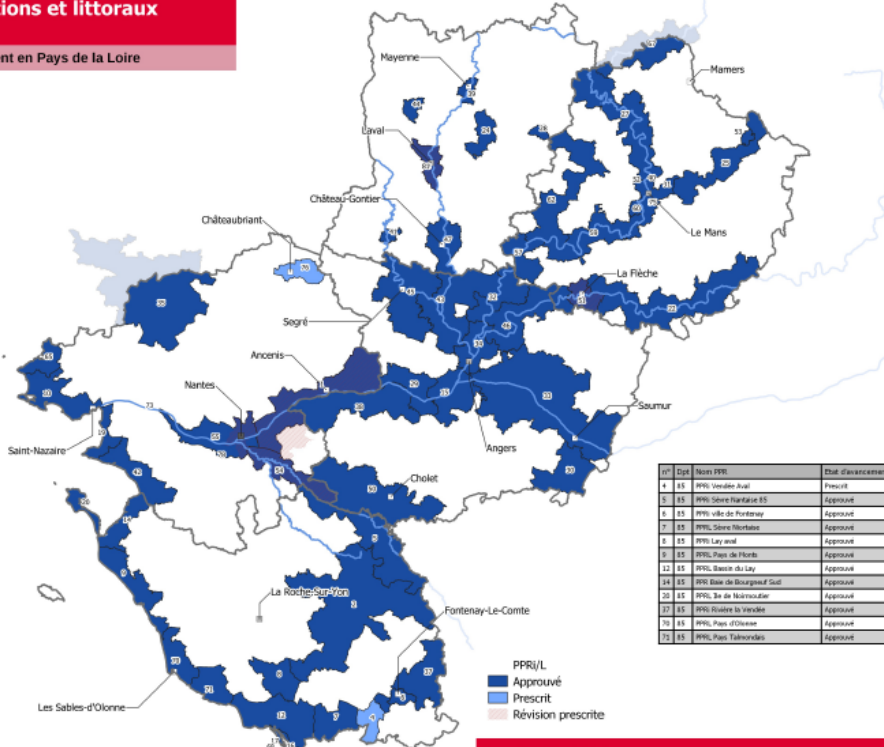 tions et littoraux
nt en Pays de la Loire
Mayenne
Mamers
Laval
Château-Gontier
Châteaubriant
Le Mans
La Flèche
Segré
Ancenis
Nantes
Saumur
Saint-Nazaire
Angers
Cholet
La Roche-Sur-Yon
Fontenay-Le-Comte
Les Sables-d'Olonne
n° Dpt Nom PPR Etat d'avancement
4 85 PPRi Vendée Aval Prescrit
5 85 PPRi Sèvre Nantaise 85 Approuvé
6 85 PPRi ville de Fontenay Approuvé
7 85 PPRL Sèvre Niortaise Approuvé
8 85 PPRi Lay aval Approuvé
9 85 PPRL Pays de Monts Approuvé
12 85 PPRL Bassin du Lay Approuvé
14 85 PPR Baie de Bourgneuf Sud Approuvé
20 85 PPRL Île de Noirmoutier Approuvé
37 85 PPRi Rivière la Vendée Approuvé
70 85 PPRL Pays d'Olonne Approuvé
71 85 PPRL Pays Talmondais Approuvé
PPRi/L
Approuvé
Prescrit
Révision prescrite